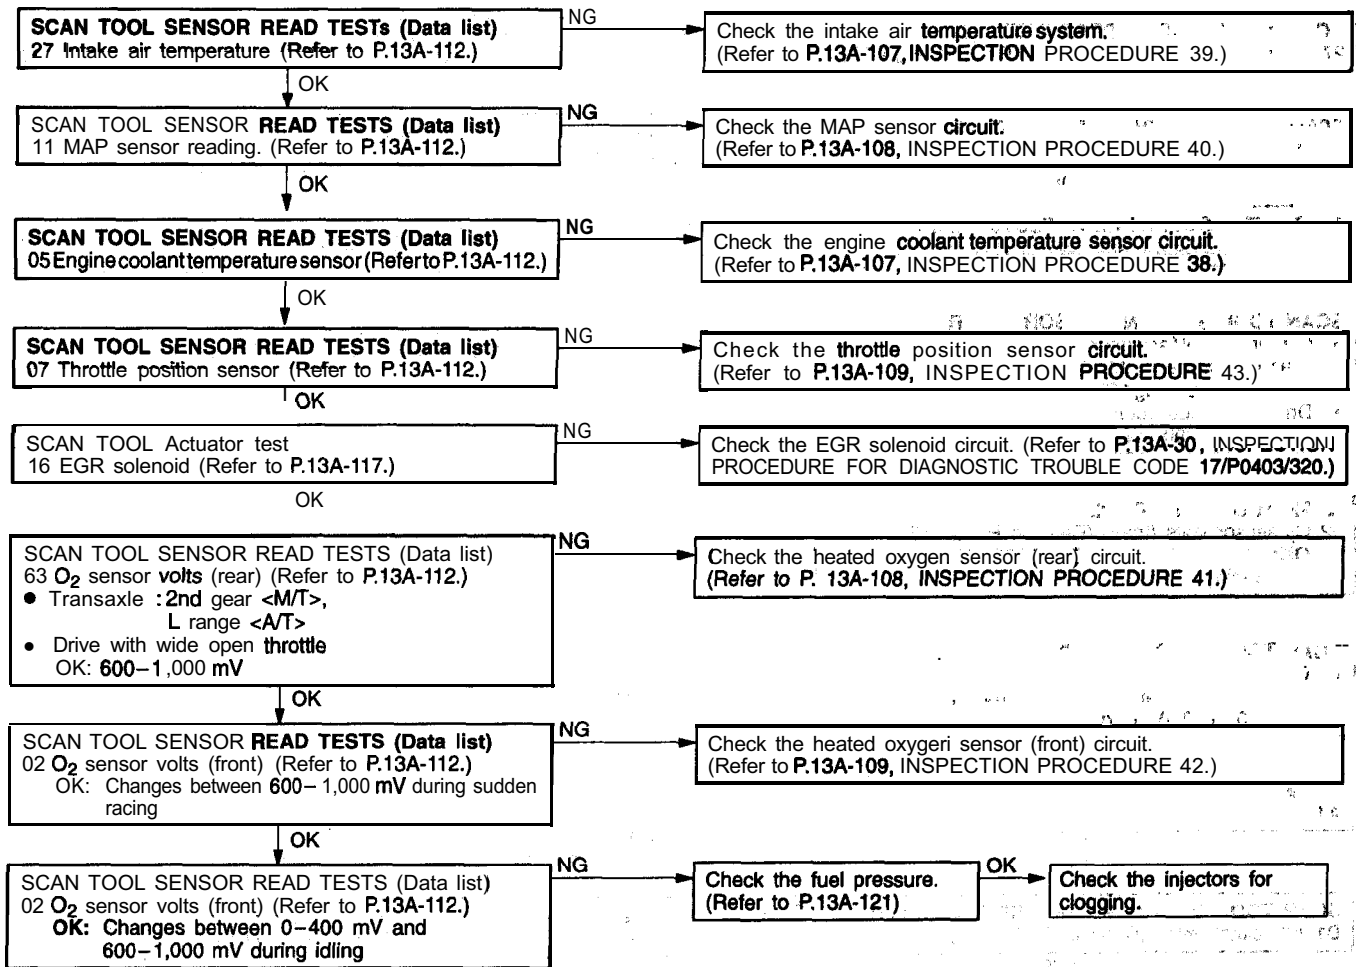 SCAN TOOL SENSOR READ TESTs (Data list)
27 Intake air temperature (Refer to P.13A-112.)
NG
Check the intake air temperature system.
(Refer to P.13A-107, INSPECTION PROCEDURE 39.)
OK
SCAN TOOL SENSOR READ TESTS (Data list)
11 MAP sensor reading. (Refer to P.13A-112.)
NG
Check the MAP sensor circuit.
(Refer to P.13A-108, INSPECTION PROCEDURE 40.)
OK
SCAN TOOL SENSOR READ TESTS (Data list)
05 Engine coolant temperature sensor (Refer to P.13A-112.)
NG
Check the engine coolant temperature sensor circuit.
(Refer to P.13A-107, INSPECTION PROCEDURE 38.)
OK
SCAN TOOL SENSOR READ TESTS (Data list)
07 Throttle position sensor (Refer to P.13A-112.)
NG
Check the throttle position sensor circuit.
(Refer to P.13A-109, INSPECTION PROCEDURE 43.)'
OK
SCAN TOOL Actuator test
16 EGR solenoid (Refer to P.13A-117.)
NG
Check the EGR solenoid circuit. (Refer to P.13A-30, INSPECTION
PROCEDURE FOR DIAGNOSTIC TROUBLE CODE 17/P0403/320.)
OK
SCAN TOOL SENSOR READ TESTS (Data list)
63 O2 sensor volts (rear) (Refer to P.13A-112.)
● Transaxle : 2nd gear <M/T>,
L range <A/T>
● Drive with wide open throttle
OK: 600–1,000 mV
NG
Check the heated oxygen sensor (rear) circuit.
(Refer to P. 13A-108, INSPECTION PROCEDURE 41.)
OK
SCAN TOOL SENSOR READ TESTS (Data list)
02 O2 sensor volts (front) (Refer to P.13A-112.)
OK: Changes between 600–1,000 mV during sudden
racing
NG
Check the heated oxygeri sensor (front) circuit.
(Refer to P.13A-109, INSPECTION PROCEDURE 42.)
OK
SCAN TOOL SENSOR READ TESTS (Data list)
02 O2 sensor volts (front) (Refer to P.13A-112.)
OK: Changes between 0–400 mV and
600–1,000 mV during idling
NG
Check the fuel pressure.
(Refer to P.13A-121)
OK
Check the injectors for
clogging.